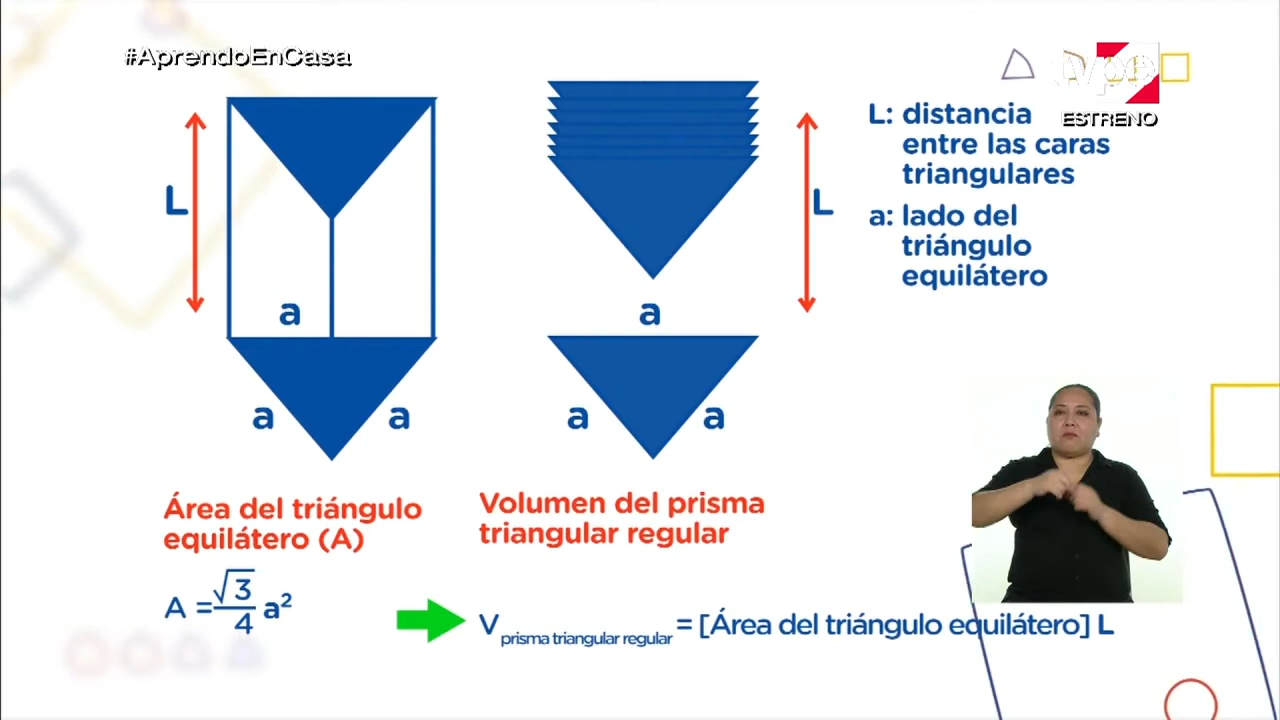 #AprendoEnCasa
tvpe
ESTRENO
L
a
a
a
L
a
a
a
L: distancia
entre las caras
triangulares
a: lado del
triángulo
equilátero
Área del triángulo
equilátero (A)
A = √3/4 a²
Volumen del prisma
triangular regular
V prisma triangular regular = [Área del triángulo equilátero] L